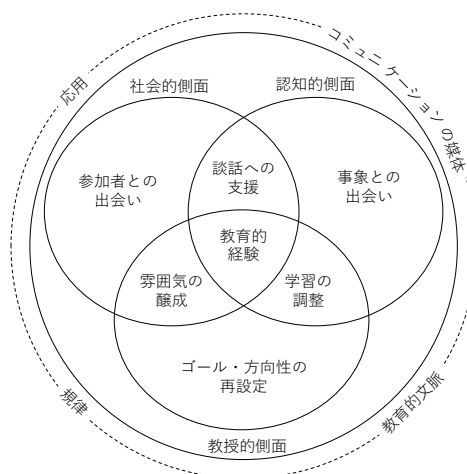 コミュニケーションの媒体
応用
社会的側面
認知的側面
談話への
支援
参加者との
出会い
事象との
出会い
教育的
経験
雰囲気の
醸成
学習の
調整
ゴール・方向性の
再設定
規律
教育的文脈
教授的側面